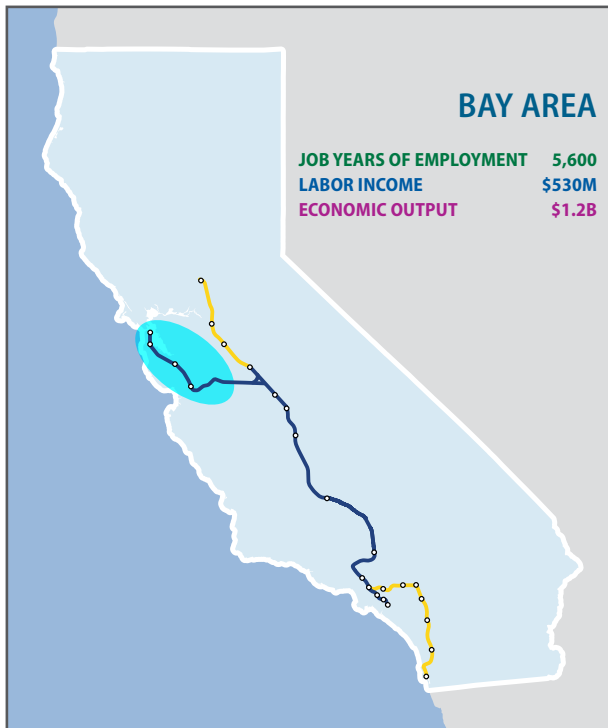 BAY AREA
JOB YEARS OF EMPLOYMENT 5,600
LABOR INCOME $530M
ECONOMIC OUTPUT $1.2B